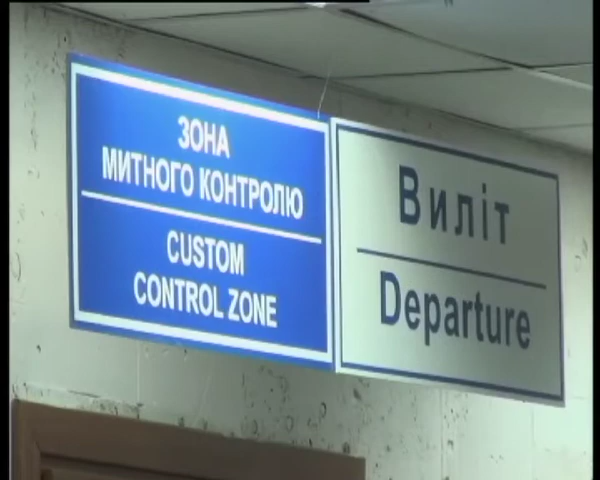 ЗОНА
МИТНОГО КОНТРОЛЮ
CUSTOM
CONTROL ZONE
Виліт
Departure